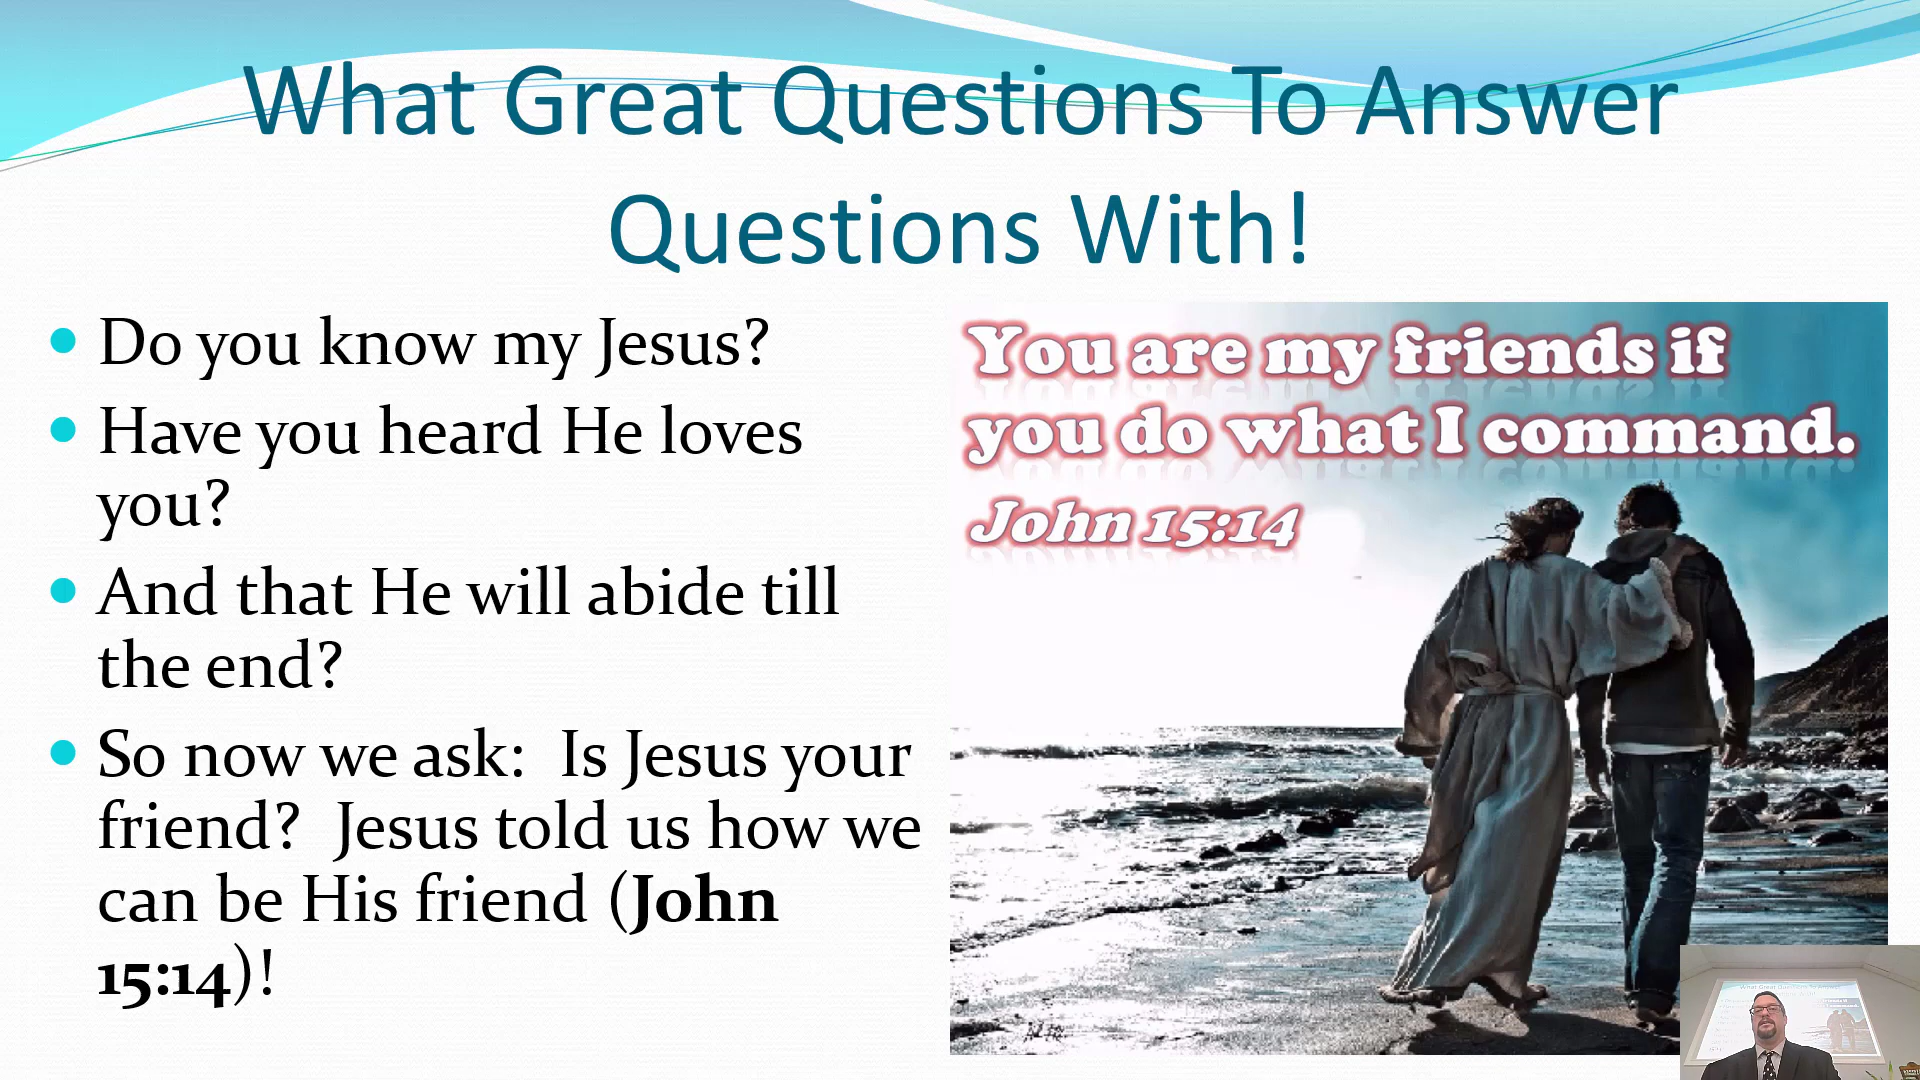 What Great Questions To Answer
Questions With!
Do you know my Jesus?
Have you heard He loves
you?
And that He will abide till
the end?
So now we ask:  Is Jesus your
friend?  Jesus told us how we
can be His friend (John
15:14)!
You are my friends if
you do what I command.
John 15:14